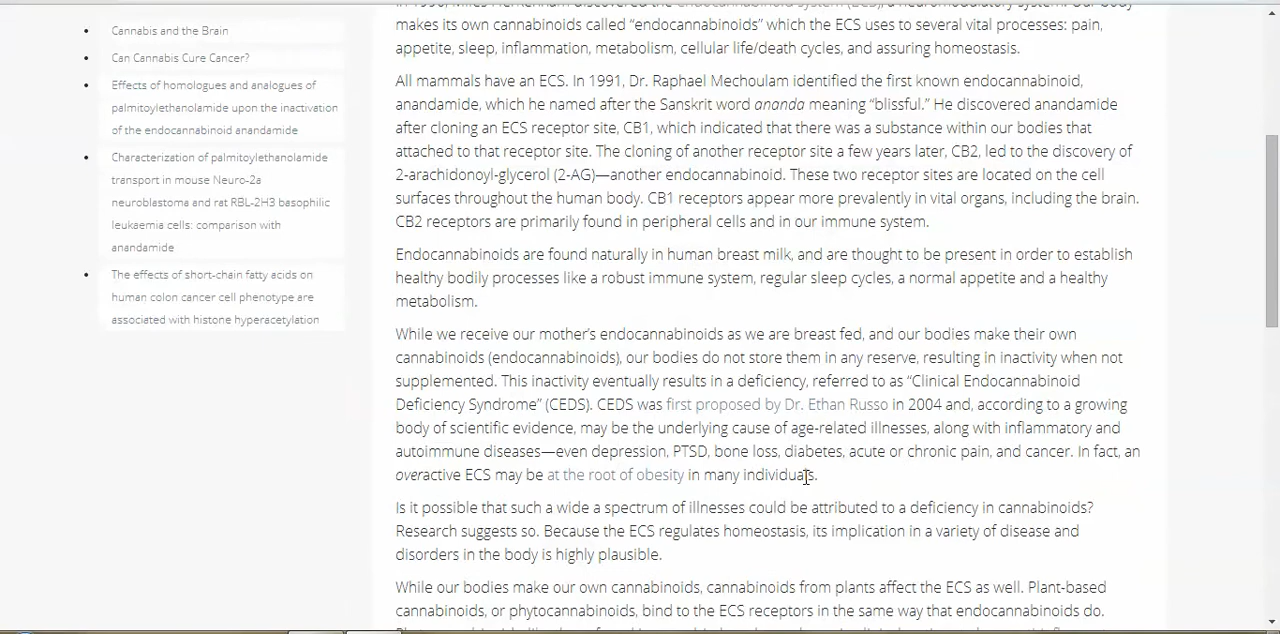 Cannabis and the Brain
Can Cannabis Cure Cancer?
Effects of homologues and analogues of
palmitoylethanolamide upon the inactivation
of the endocannabinoid anandamide
Characterization of palmitoylethanolamide
transport in mouse Neuro-2a
neuroblastoma and rat RBL-2H3 basophilic
leukaemia cells: comparison with
anandamide
The effects of short-chain fatty acids on
human colon cancer cell phenotype are
associated with histone hyperacetylation
makes its own cannabinoids called “endocannabinoids” which the ECS uses to several vital processes: pain,
appetite, sleep, inflammation, metabolism, cellular life/death cycles, and assuring homeostasis.
All mammals have an ECS. In 1991, Dr. Raphael Mechoulam identified the first known endocannabinoid,
anandamide, which he named after the Sanskrit word ananda meaning “blissful.” He discovered anandamide
after cloning an ECS receptor site, CB1, which indicated that there was a substance within our bodies that
attached to that receptor site. The cloning of another receptor site a few years later, CB2, led to the discovery of
2-arachidonoyl-glycerol (2-AG)—another endocannabinoid. These two receptor sites are located on the cell
surfaces throughout the human body. CB1 receptors appear more prevalently in vital organs, including the brain.
CB2 receptors are primarily found in peripheral cells and in our immune system.
Endocannabinoids are found naturally in human breast milk, and are thought to be present in order to establish
healthy bodily processes like a robust immune system, regular sleep cycles, a normal appetite and a healthy
metabolism.
While we receive our mother’s endocannabinoids as we are breast fed, and our bodies make their own
cannabinoids (endocannabinoids), our bodies do not store them in any reserve, resulting in inactivity when not
supplemented. This inactivity eventually results in a deficiency, referred to as “Clinical Endocannabinoid
Deficiency Syndrome” (CEDS). CEDS was first proposed by Dr. Ethan Russo in 2004 and, according to a growing
body of scientific evidence, may be the underlying cause of age-related illnesses, along with inflammatory and
autoimmune diseases—even depression, PTSD, bone loss, diabetes, acute or chronic pain, and cancer. In fact, an
overactive ECS may be at the root of obesity in many individuals.
Is it possible that such a wide a spectrum of illnesses could be attributed to a deficiency in cannabinoids?
Research suggests so. Because the ECS regulates homeostasis, its implication in a variety of disease and
disorders in the body is highly plausible.
While our bodies make our own cannabinoids, cannabinoids from plants affect the ECS as well. Plant-based
cannabinoids, or phytocannabinoids, bind to the ECS receptors in the same way that endocannabinoids do.